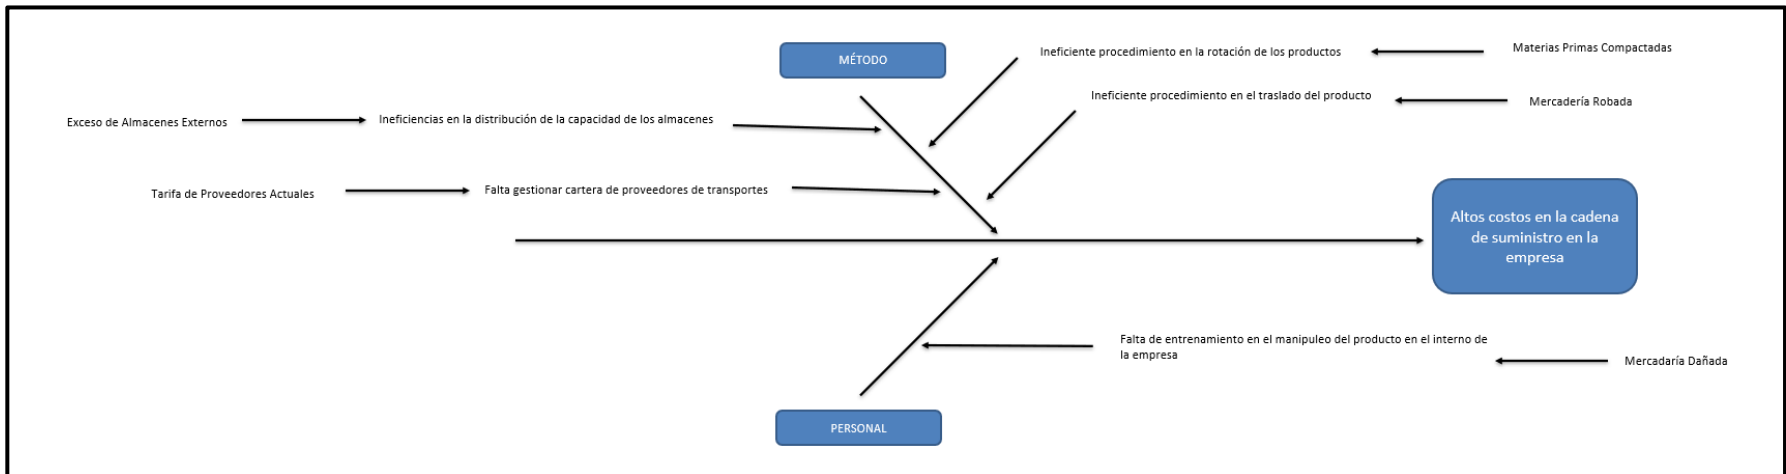 MÉTODO
Ineficiente procedimiento en la rotación de los productos
Materias Primas Compactadas
Ineficiente procedimiento en el traslado del producto
Mercadería Robada
Exceso de Almacenes Externos
Ineficiencias en la distribución de la capacidad de los almacenes
Tarifa de Proveedores Actuales
Falta gestionar cartera de proveedores de transportes
Altos costos en la cadena
de suministro en la
empresa
Falta de entrenamiento en el manipuleo del producto en el interno de
la empresa
Mercadaría Dañada
PERSONAL